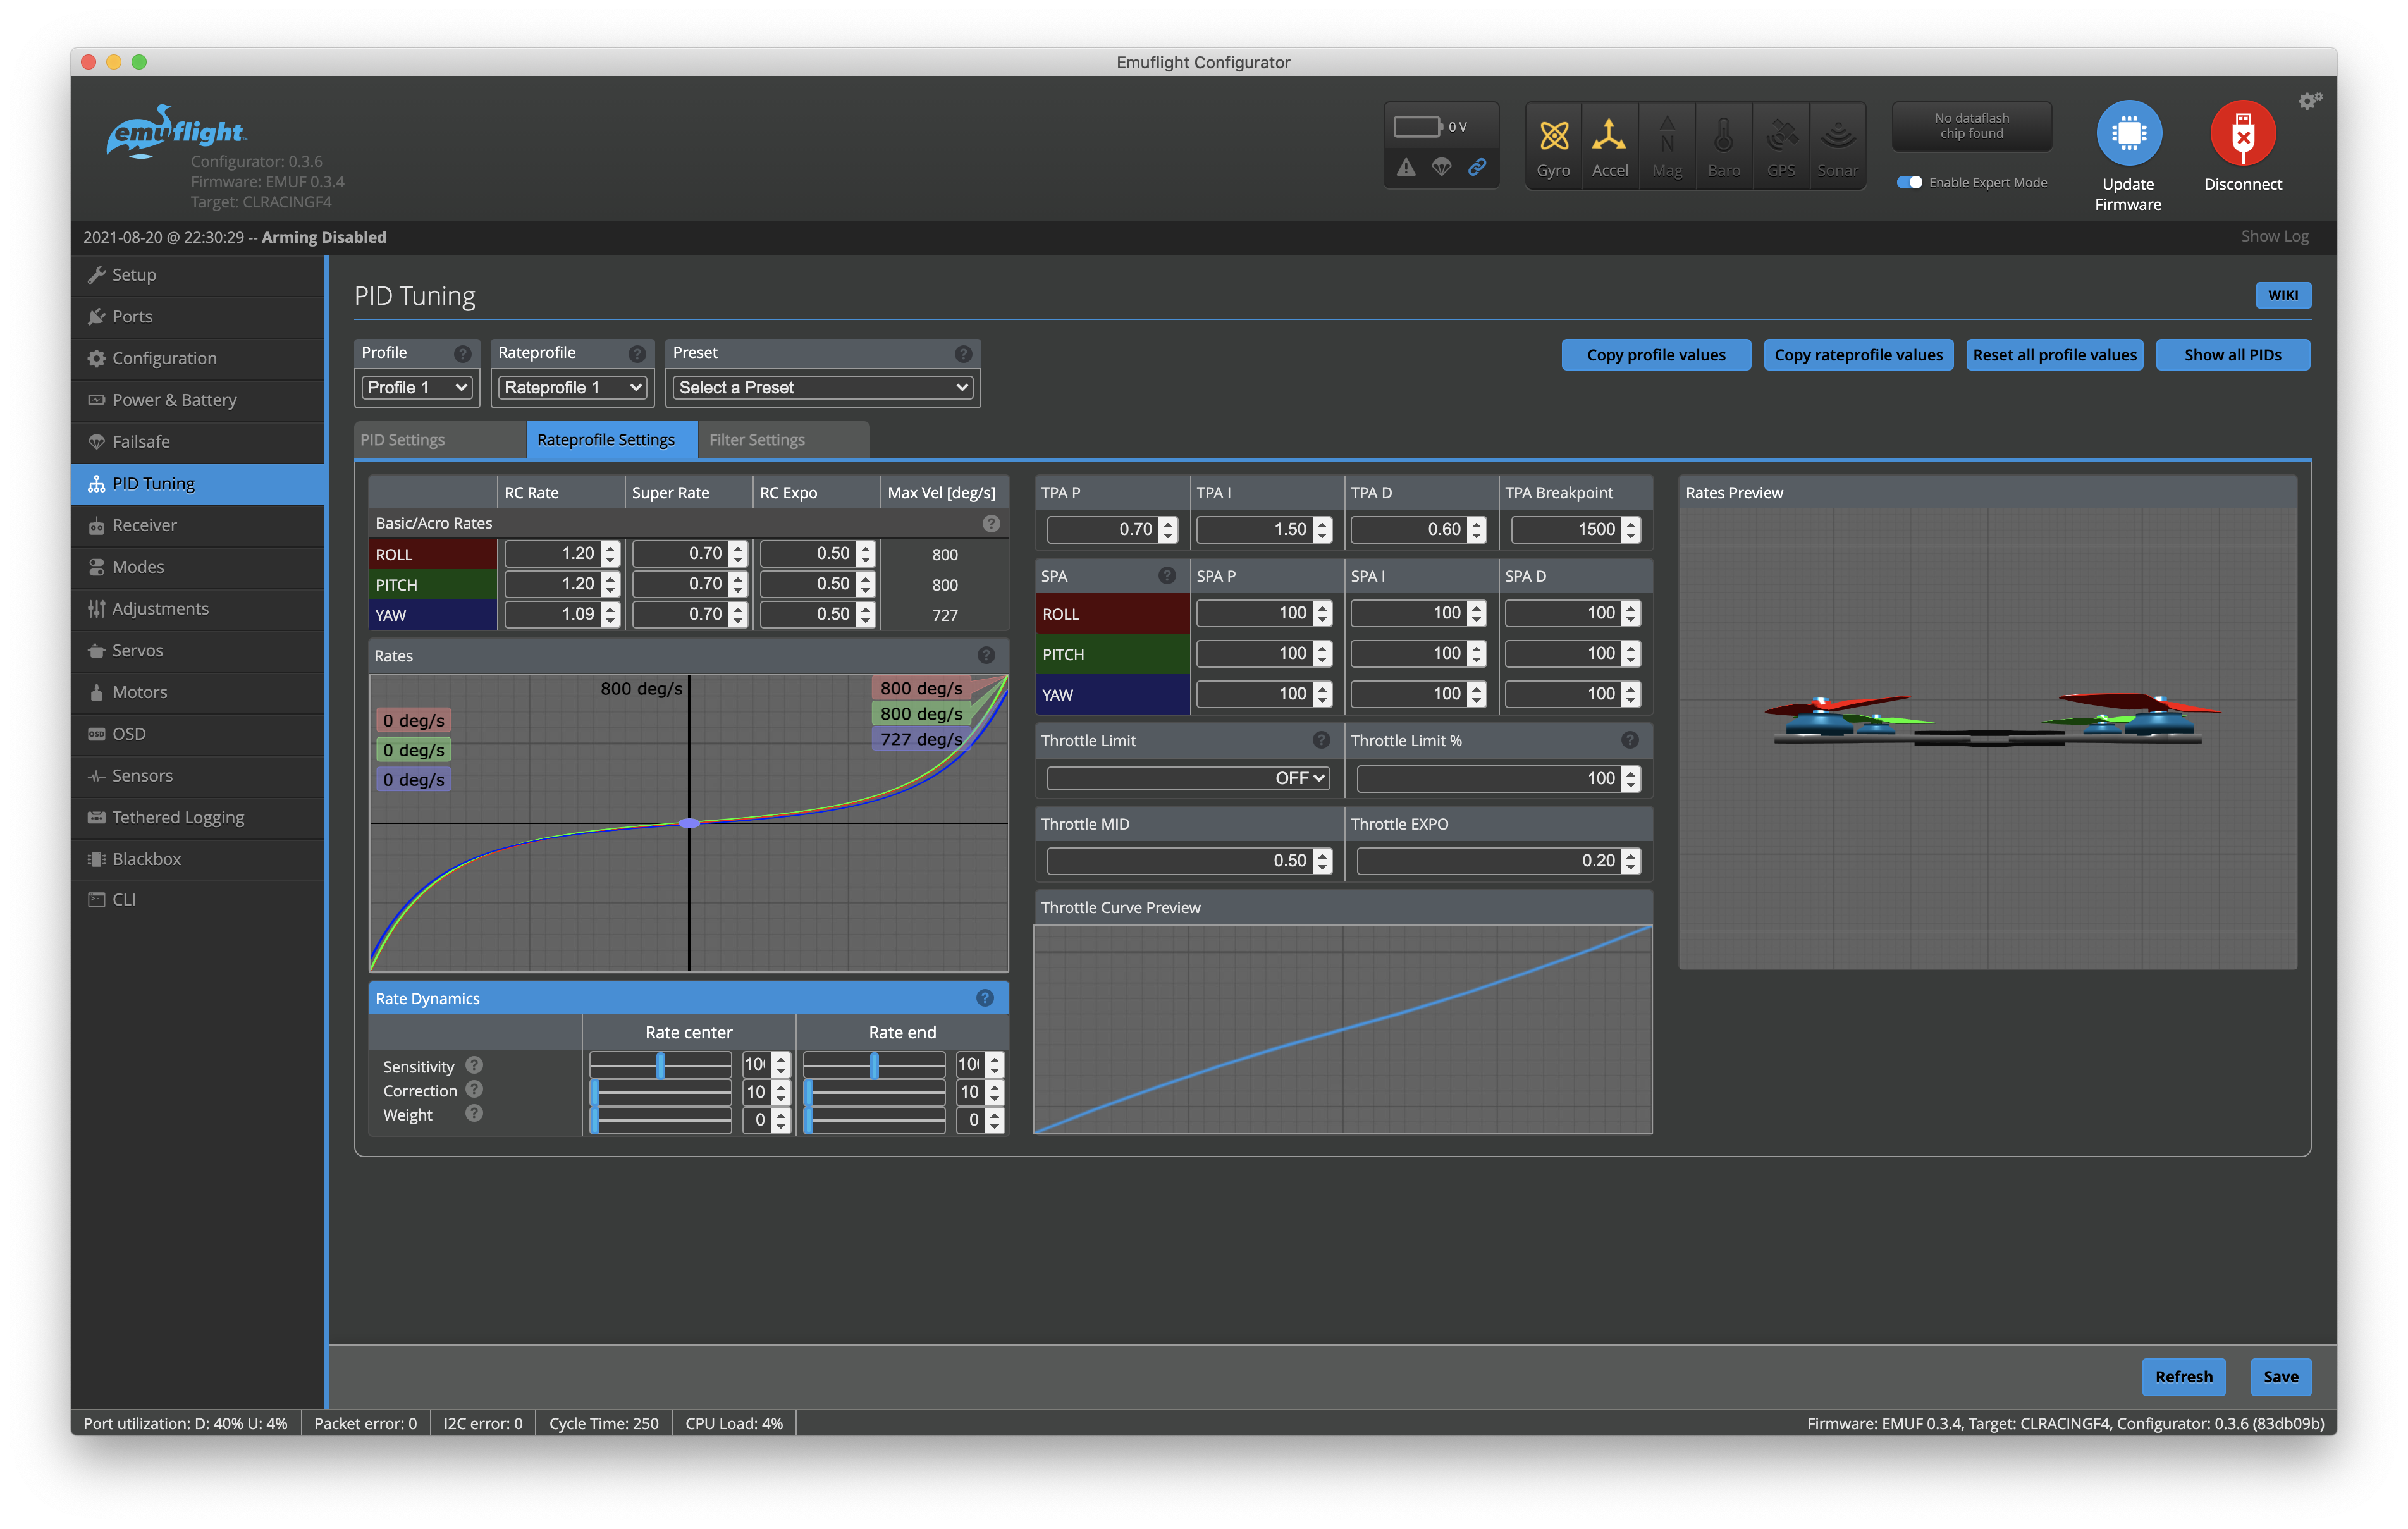 Emuflight Configurator
emuflight
Configurator: 0.3.6
Firmware: EMUF 0.3.4
Target: CLRACINGF4
0 V
Gyro
Accel
Mag
Baro
GPS
Sonar
No dataflash
chip found
Enable Expert Mode
Update
Firmware
Disconnect
2021-08-20 @ 22:30:29 -- Arming Disabled
Show Log
Setup
Ports
Configuration
Power & Battery
Failsafe
PID Tuning
Receiver
Modes
Adjustments
Servos
Motors
OSD
Sensors
Tethered Logging
Blackbox
CLI
PID Tuning
WIKI
Profile
Rateprofile
Preset
Profile 1
Rateprofile 1
Select a Preset
Copy profile values
Copy rateprofile values
Reset all profile values
Show all PIDs
PID Settings
Rateprofile Settings
Filter Settings
RC Rate Super Rate RC Expo Max Vel [deg/s]
Basic/Acro Rates
ROLL 1.20 0.70 0.50 800
PITCH 1.20 0.70 0.50 800
YAW 1.09 0.70 0.50 727
Rates
800 deg/s
0 deg/s
0 deg/s
0 deg/s
800 deg/s
800 deg/s
727 deg/s
Rate Dynamics
Rate center Rate end
Sensitivity 10 10
Correction 10 10
Weight 0 0
TPA P TPA I TPA D TPA Breakpoint
0.70 1.50 0.60 1500
SPA SPA P SPA I SPA D
ROLL 100 100 100
PITCH 100 100 100
YAW 100 100 100
Throttle Limit Throttle Limit %
OFF 100
Throttle MID Throttle EXPO
0.50 0.20
Throttle Curve Preview
Rates Preview
Refresh
Save
Port utilization: D: 40% U: 4%
Packet error: 0
I2C error: 0
Cycle Time: 250
CPU Load: 4%
Firmware: EMUF 0.3.4, Target: CLRACINGF4, Configurator: 0.3.6 (83db09b)